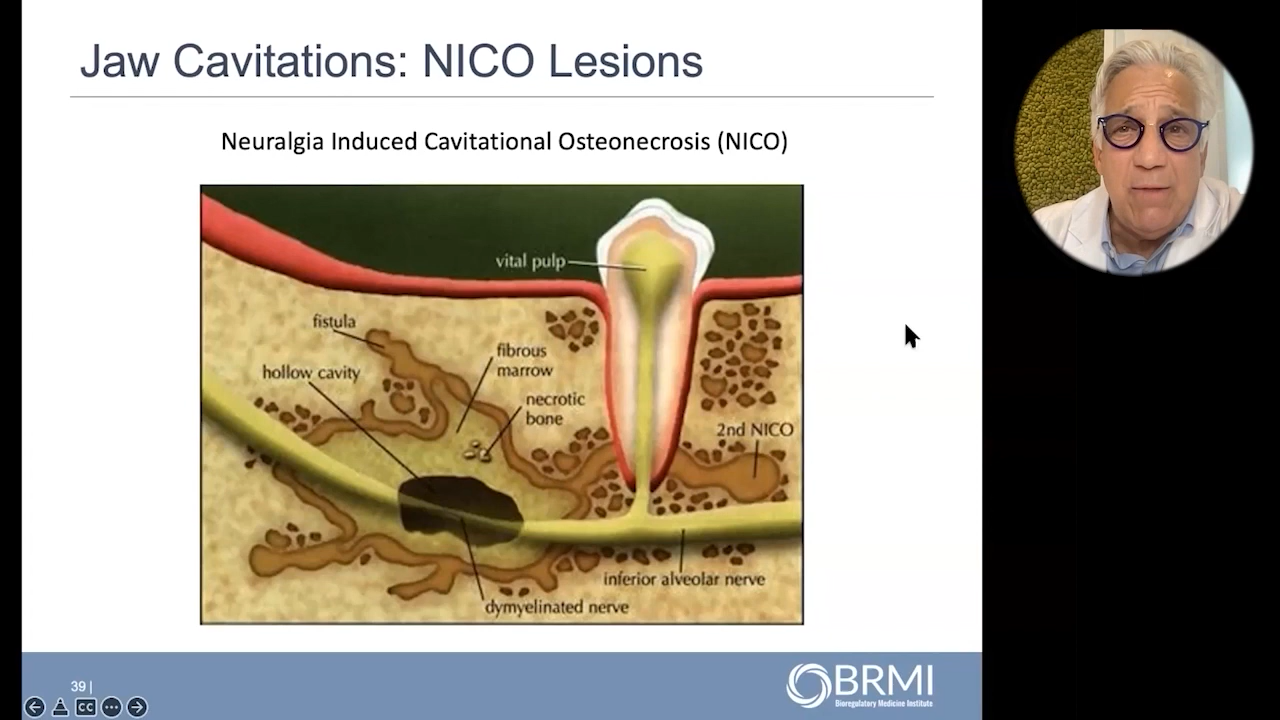 Jaw Cavitations: NICO Lesions
Neuralgia Induced Cavitational Osteonecrosis (NICO)
vital pulp
fistula
fibrous
marrow
hollow cavity
necrotic
bone
2nd NICO
inferior alveolar nerve
dymyelinated nerve
39 |
CC
BRMI
Bioregulatory Medicine Institute